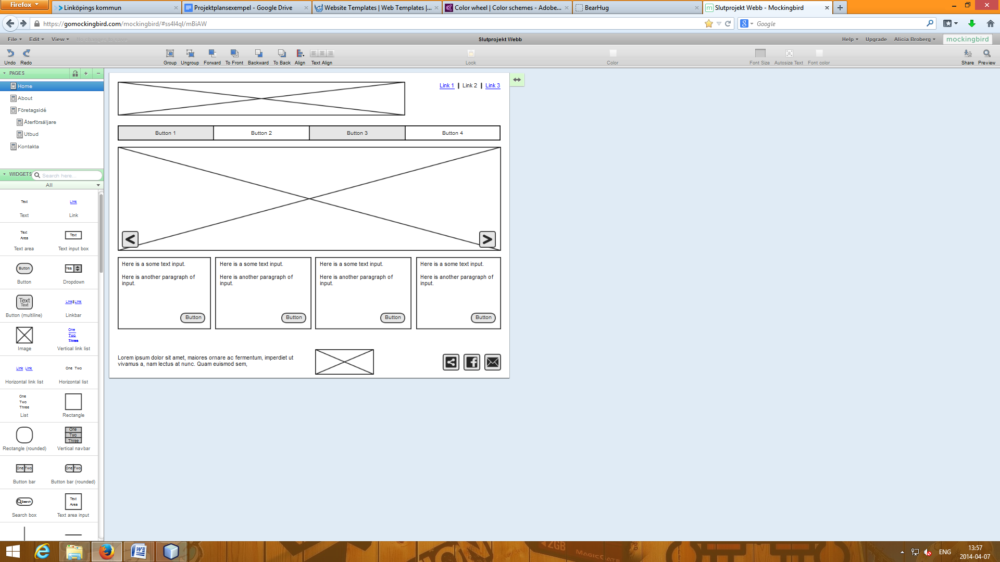 Firefox
Linköpings kommun
Projektplansexempel - Google Drive
Website Templates | Web Templates |...
Color wheel | Color schemes - Adobe...
BearHug
Slutprojekt Webb - Mockingbird
https://gomockingbird.com/mockingbird/#ss4l4ql/mBiAW
Google
File Edit View No changes to save
Slutprojekt Webb
Help Upgrade Alicia Broberg mockingbird
Undo Redo Group Ungroup Forward To Front Backward To Back Align Text Align Lock Color Font Size Autosize Text Font color Share Preview
PAGES
Home
About
Företagsidé
Återförsäljare
Utbud
Kontakta
WIDGETS Search here...
All
Text Link
Text Link
Text Area Text
Text area Text input box
Button Yes
Button Dropdown
Text Text Link Link
Button (multiline) Linkbar
One Two Three
Image Vertical link list
Link Link One Two
Horizontal link list Horizontal list
One Two Three
List Rectangle
One Two Three
Rectangle (rounded) Vertical navbar
One Two One Two
Button bar Button bar (rounded)
Search Text Area
Search box Text area input
Link 1 | Link 2 | Link 3
Button 1 Button 2 Button 3 Button 4
< >
Here is a some text input.
Here is another paragraph of
input.
Button
Here is a some text input.
Here is another paragraph of
input.
Button
Here is a some text input.
Here is another paragraph of
input.
Button
Here is a some text input.
Here is another paragraph of
input.
Button
Lorem ipsum dolor sit amet, maiores ornare ac fermentum, imperdiet ut
vivamus a, nam lectus at nunc. Quam euismod sem,
ZGB
MAGICGATE
ENG
13:57
2014-04-07